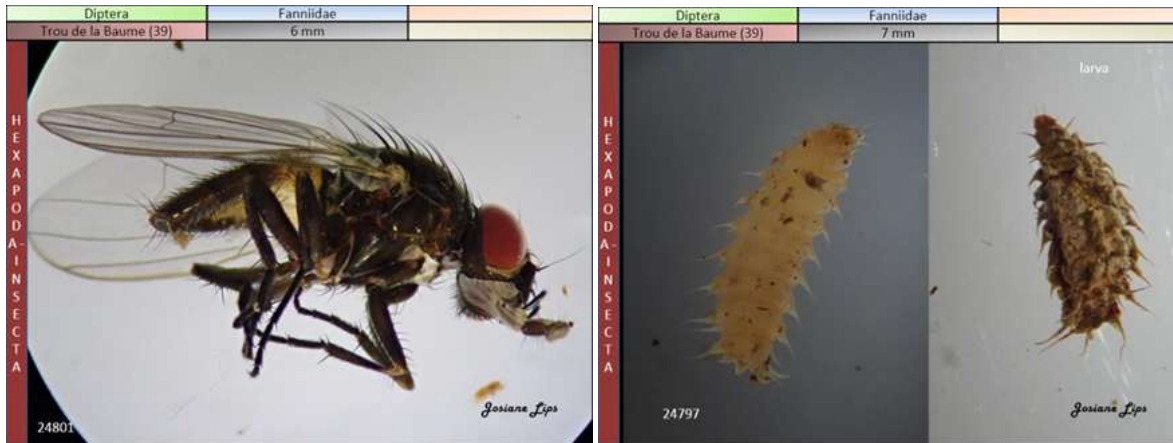 Diptera Fanniidae
Trou de la Baume (39) 6 mm
HEXAPODA-INSECTA
24801
Josiane Lips
Diptera Fanniidae
Trou de la Baume (39) 7 mm
larva
HEXAPODA-INSECTA
24797
Josiane Lips